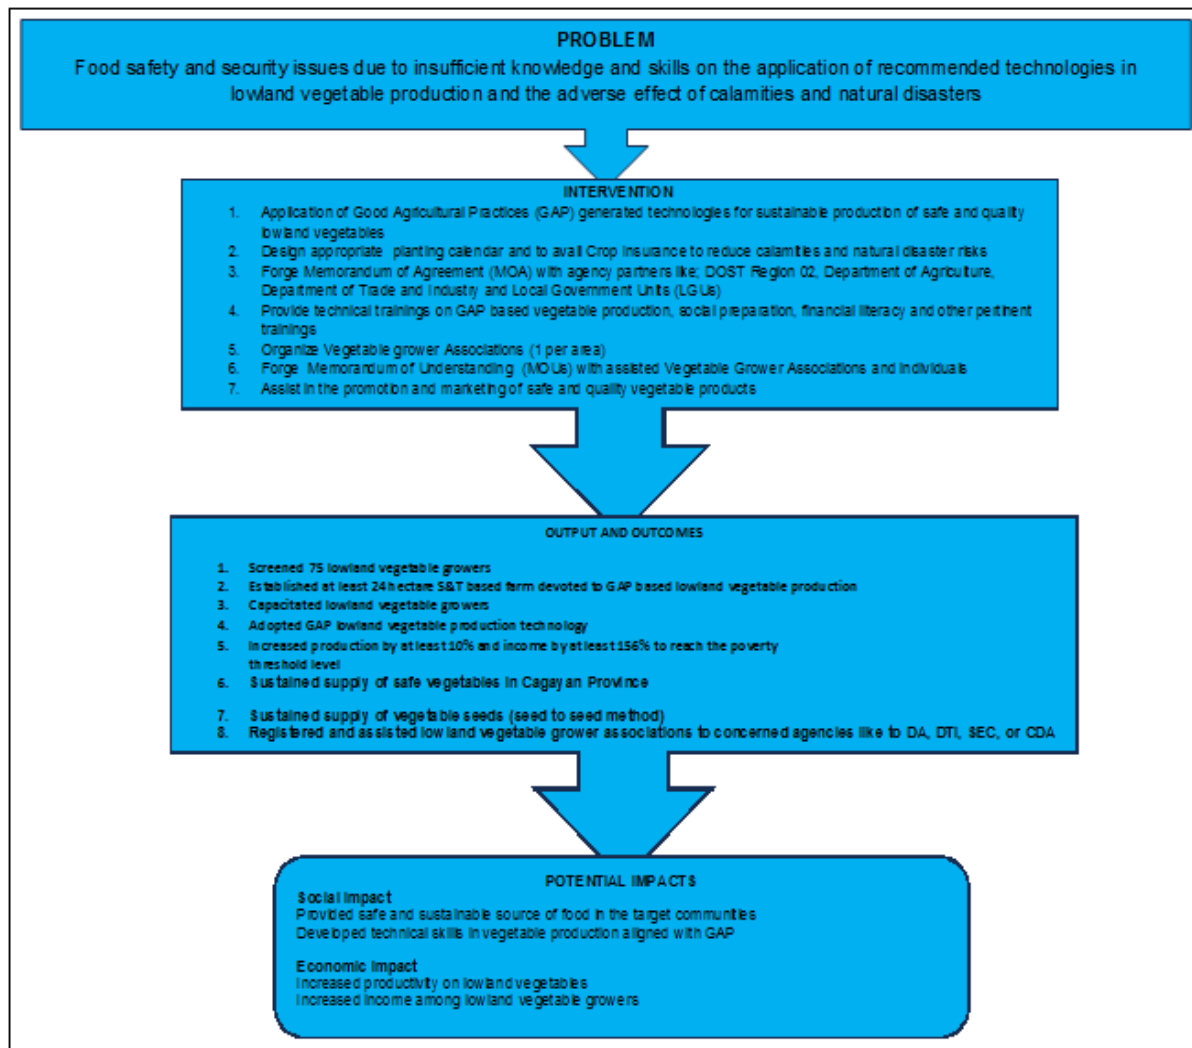 PROBLEM
Food safety and security issues due to insufficient knowledge and skills on the application of recommended technologies in
lowland vegetable production and the adverse effect of calamities and natural disasters
INTERVENTION
1. Application of Good Agricultural Practices (GAP) generated technologies for sustainable production of safe and quality
lowland vegetables
2. Design appropriate planting calendar and to avail Crop Insurance to reduce calamities and natural disaster risks
3. Forge Memorandum of Agreement (MOA) with agency partners like; DOST Region 02, Department of Agriculture,
Department of Trade and Industry and Local Government Units (LGUs)
4. Provide technical trainings on GAP based vegetable production, social preparation, financial literacy and other pertinent
trainings
5. Organize Vegetable grower Associations (1 per area)
6. Forge Memorandum of Understanding (MOUs) with assisted Vegetable Grower Associations and individuals
7. Assist in the promotion and marketing of safe and quality vegetable products
OUTPUT AND OUTCOMES
1. Screened 75 lowland vegetable growers
2. Established at least 24 hectare S&T based farm devoted to GAP based lowland vegetable production
3. Capacitated lowland vegetable growers
4. Adopted GAP lowland vegetable production technology
5. Increased production by at least 10% and income by at least 156% to reach the poverty
threshold level
6. Sustained supply of safe vegetables in Cagayan Province
7. Sustained supply of vegetable seeds (seed to seed method)
8. Registered and assisted lowland vegetable grower associations to concerned agencies like to DA, DTI, SEC, or CDA
POTENTIAL IMPACTS
Social Impact
Provided safe and sustainable source of food in the target communities
Developed technical skills in vegetable production aligned with GAP
Economic Impact
Increased productivity on lowland vegetables
Increased income among lowland vegetable growers